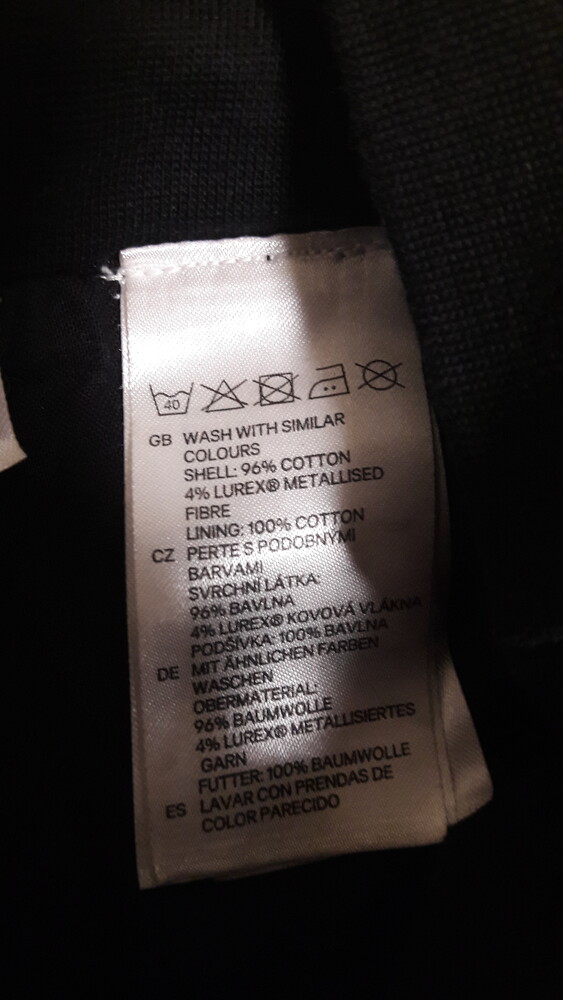 40
GB WASH WITH SIMILAR
COLOURS
SHELL: 96% COTTON
4% LUREX® METALLISED
FIBRE
LINING: 100% COTTON
CZ PERTE S PODOBNÝMI
BARVAMI
SVRCHNÍ LÁTKA:
96% BAVLNA
4% LUREX® KOVOVÁ VLÁKNA
PODŠÍVKA: 100% BAVLNA
DE MIT ÄHNLICHEN FARBEN
WASCHEN
OBERMATERIAL:
96% BAUMWOLLE
4% LUREX® METALLISIERTES
GARN
FUTTER: 100% BAUMWOLLE
ES LAVAR CON PRENDAS DE
COLOR PARECIDO